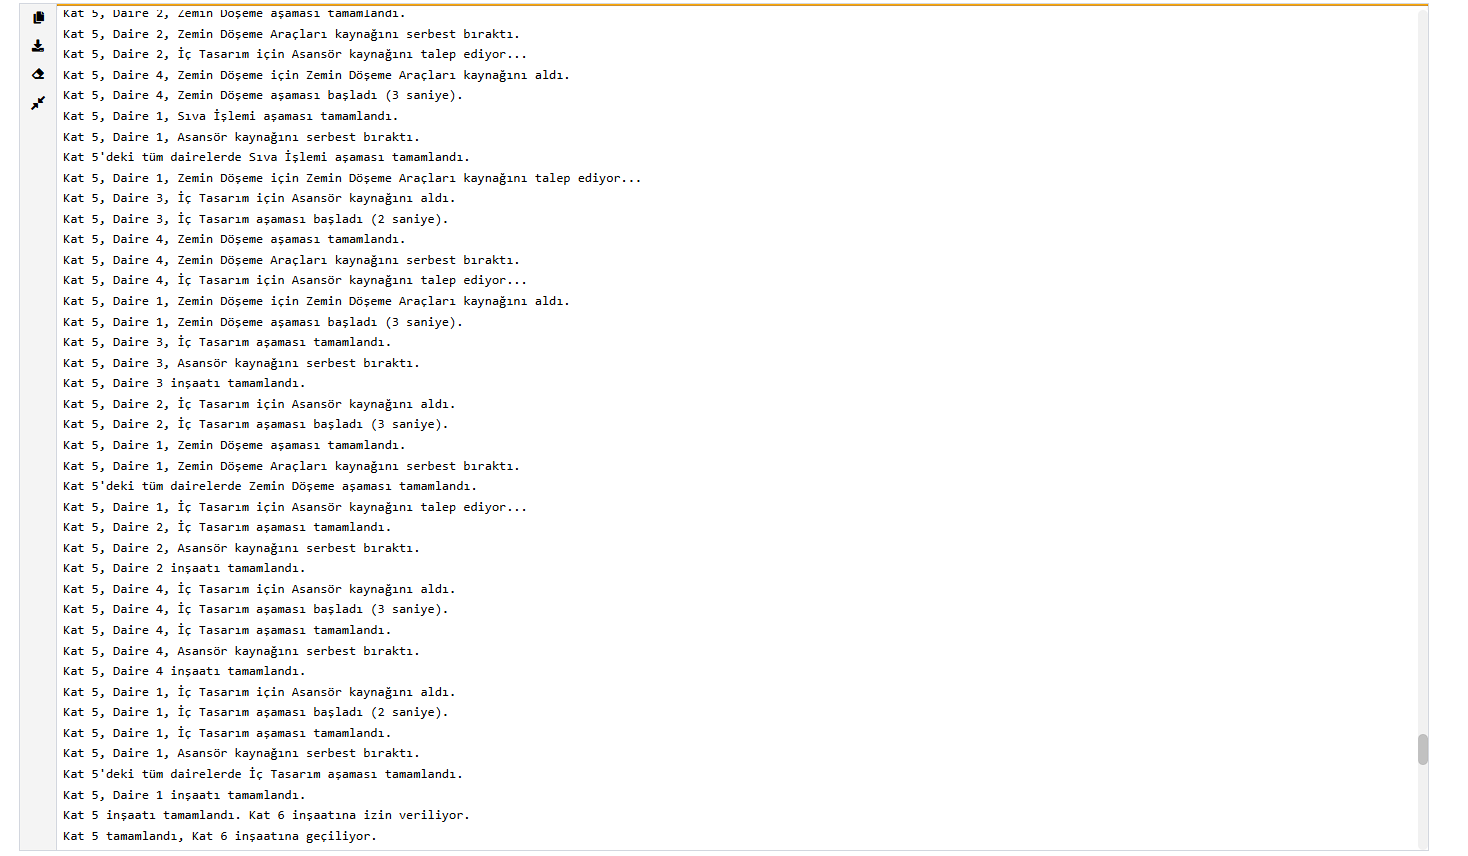 Kat 5, Daire 2, Zemin Döşeme aşaması tamamlandı.
Kat 5, Daire 2, Zemin Döşeme Araçları kaynağını serbest bıraktı.
Kat 5, Daire 2, İç Tasarım için Asansör kaynağını talep ediyor...
Kat 5, Daire 4, Zemin Döşeme için Zemin Döşeme Araçları kaynağını aldı.
Kat 5, Daire 4, Zemin Döşeme aşaması başladı (3 saniye).
Kat 5, Daire 1, Sıva İşlemi aşaması tamamlandı.
Kat 5, Daire 1, Asansör kaynağını serbest bıraktı.
Kat 5'deki tüm dairelerde Sıva İşlemi aşaması tamamlandı.
Kat 5, Daire 1, Zemin Döşeme için Zemin Döşeme Araçları kaynağını talep ediyor...
Kat 5, Daire 3, İç Tasarım için Asansör kaynağını aldı.
Kat 5, Daire 3, İç Tasarım aşaması başladı (2 saniye).
Kat 5, Daire 4, Zemin Döşeme aşaması tamamlandı.
Kat 5, Daire 4, Zemin Döşeme Araçları kaynağını serbest bıraktı.
Kat 5, Daire 4, İç Tasarım için Asansör kaynağını talep ediyor...
Kat 5, Daire 1, Zemin Döşeme için Zemin Döşeme Araçları kaynağını aldı.
Kat 5, Daire 1, Zemin Döşeme aşaması başladı (3 saniye).
Kat 5, Daire 3, İç Tasarım aşaması tamamlandı.
Kat 5, Daire 3, Asansör kaynağını serbest bıraktı.
Kat 5, Daire 3 inşaatı tamamlandı.
Kat 5, Daire 2, İç Tasarım için Asansör kaynağını aldı.
Kat 5, Daire 2, İç Tasarım aşaması başladı (3 saniye).
Kat 5, Daire 1, Zemin Döşeme aşaması tamamlandı.
Kat 5, Daire 1, Zemin Döşeme Araçları kaynağını serbest bıraktı.
Kat 5'deki tüm dairelerde Zemin Döşeme aşaması tamamlandı.
Kat 5, Daire 1, İç Tasarım için Asansör kaynağını talep ediyor...
Kat 5, Daire 2, İç Tasarım aşaması tamamlandı.
Kat 5, Daire 2, Asansör kaynağını serbest bıraktı.
Kat 5, Daire 2 inşaatı tamamlandı.
Kat 5, Daire 4, İç Tasarım için Asansör kaynağını aldı.
Kat 5, Daire 4, İç Tasarım aşaması başladı (3 saniye).
Kat 5, Daire 4, İç Tasarım aşaması tamamlandı.
Kat 5, Daire 4, Asansör kaynağını serbest bıraktı.
Kat 5, Daire 4 inşaatı tamamlandı.
Kat 5, Daire 1, İç Tasarım için Asansör kaynağını aldı.
Kat 5, Daire 1, İç Tasarım aşaması başladı (2 saniye).
Kat 5, Daire 1, İç Tasarım aşaması tamamlandı.
Kat 5, Daire 1, Asansör kaynağını serbest bıraktı.
Kat 5'deki tüm dairelerde İç Tasarım aşaması tamamlandı.
Kat 5, Daire 1 inşaatı tamamlandı.
Kat 5 inşaatı tamamlandı. Kat 6 inşaatına izin veriliyor.
Kat 5 tamamlandı, Kat 6 inşaatına geçiliyor.